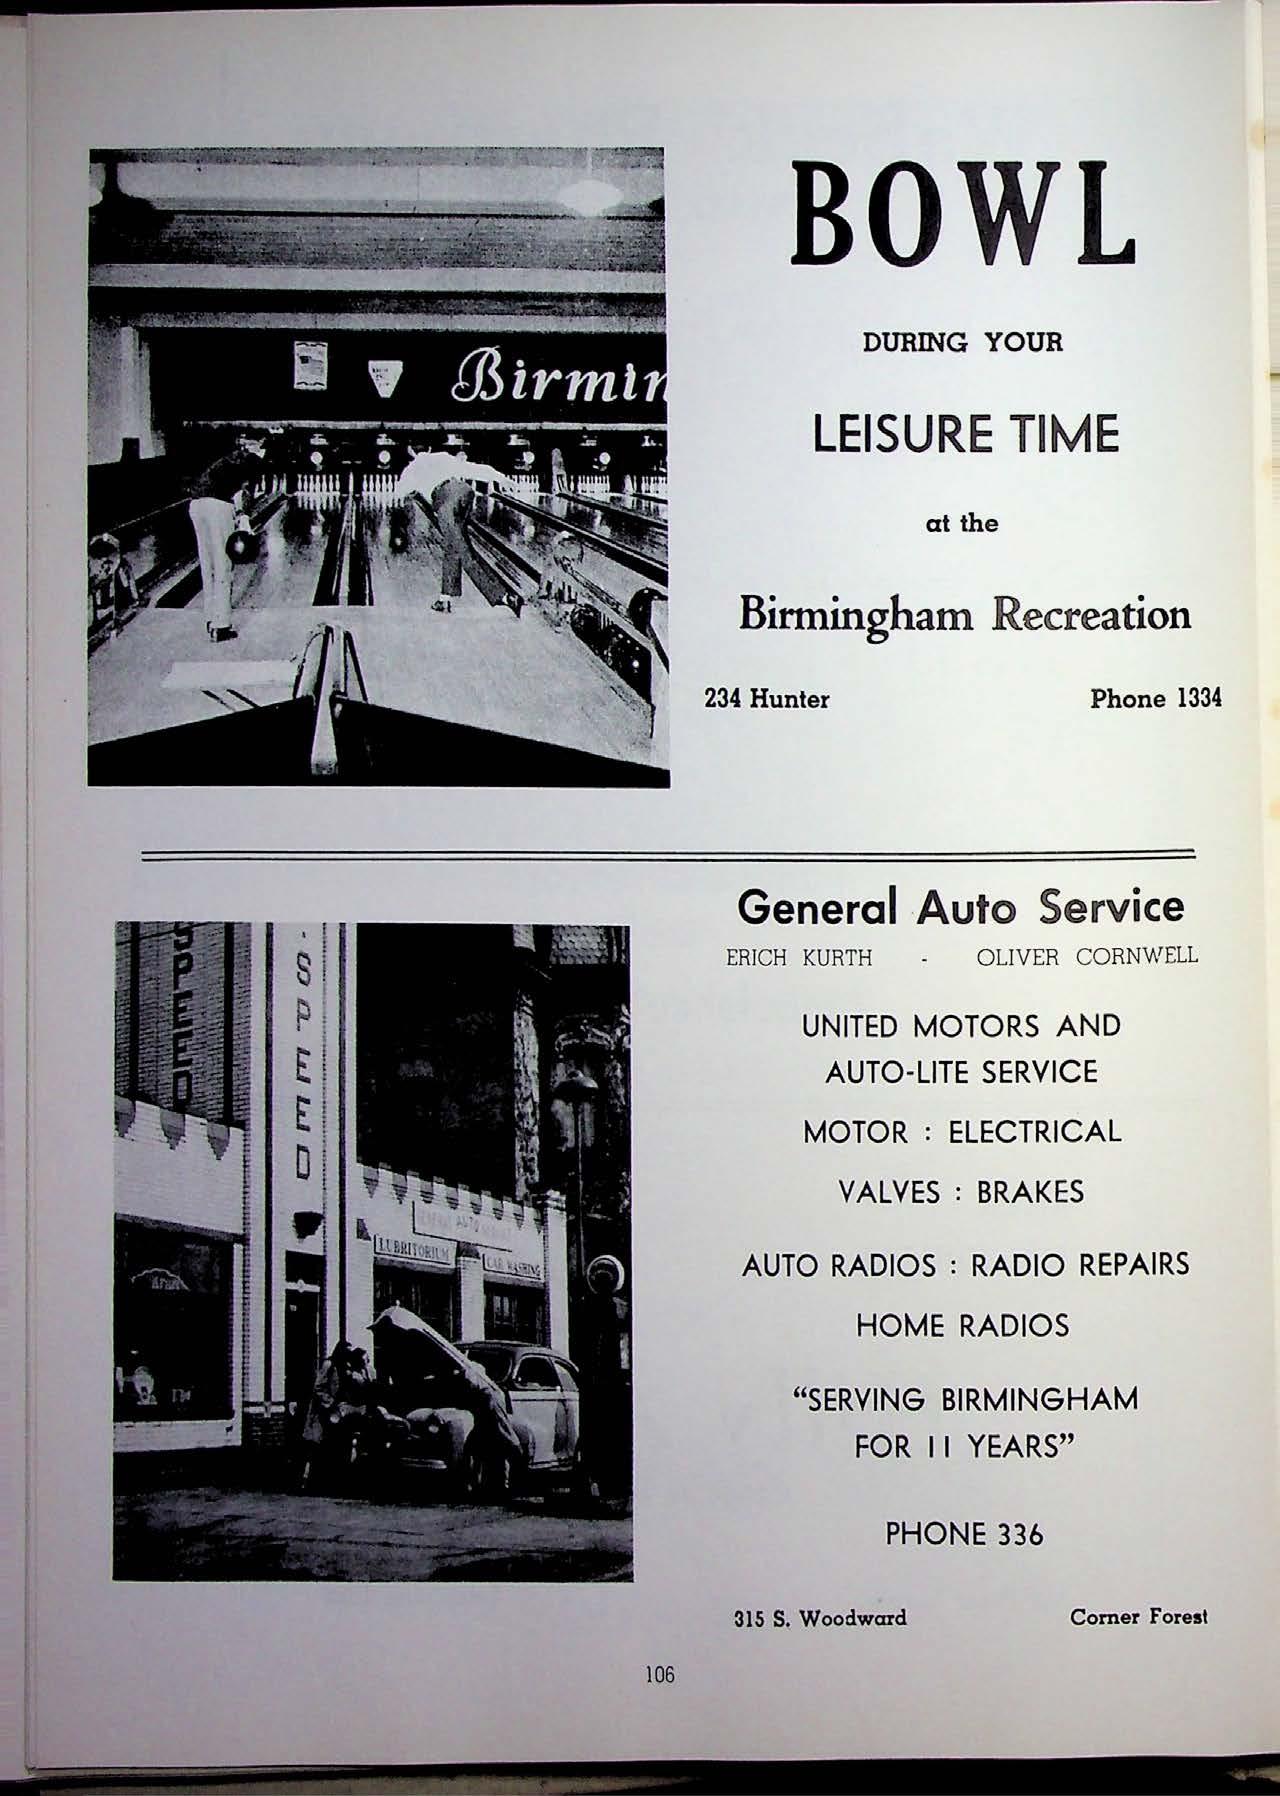 BOWL
DURING YOUR
LEISURE TIME
at the
Birmingham Recreation
234 Hunter Phone 1334
Birmin
General Auto Service
ERICH KURTH - OLIVER CORNWELL
UNITED MOTORS AND
AUTO-LITE SERVICE
MOTOR : ELECTRICAL
VALVES : BRAKES
AUTO RADIOS : RADIO REPAIRS
HOME RADIOS
"SERVING BIRMINGHAM
FOR 11 YEARS"
PHONE 336
315 S. Woodward Corner Forest
SPEED
SPEED
GENERAL AUTO
LUBRITORIUM
CAR WASHING
106